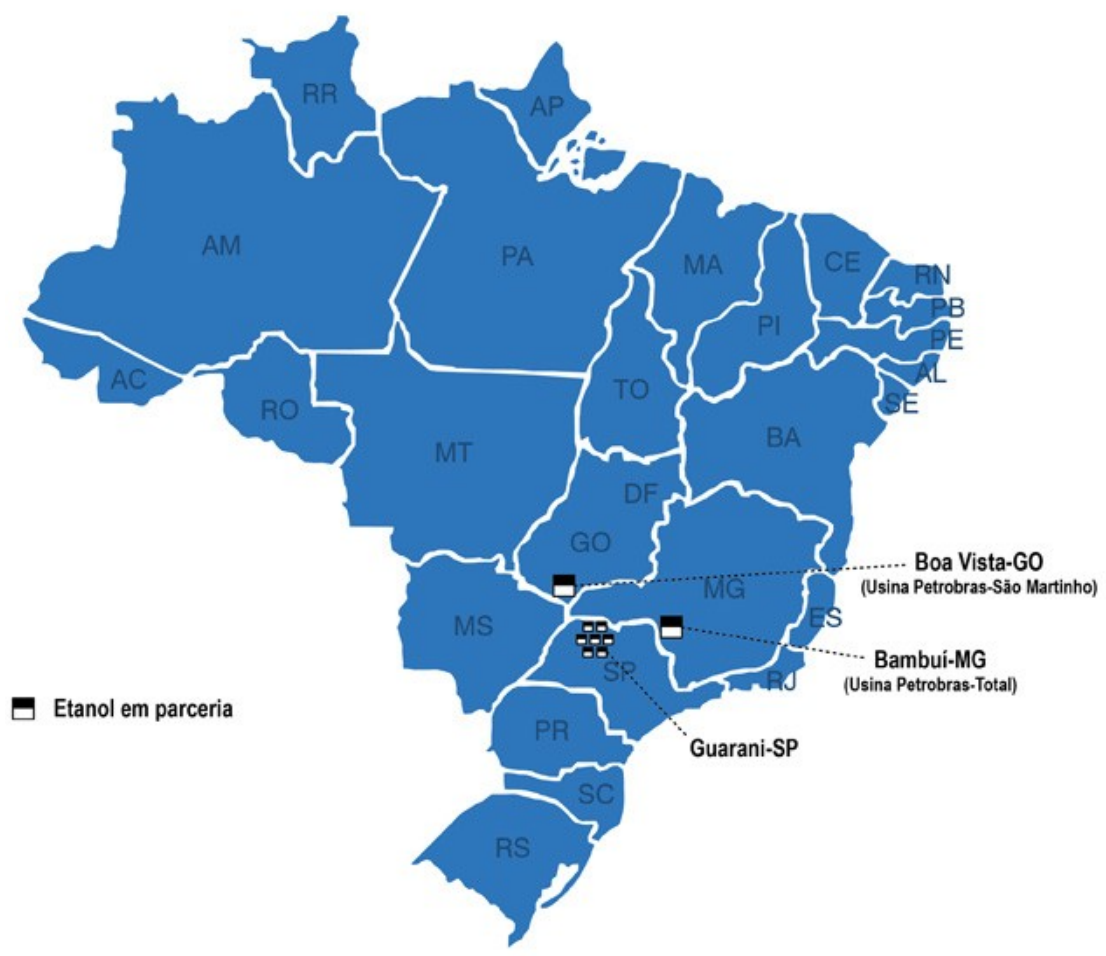 RR
AP
AM
PA
MA
CE
RN
PB
PI
PE
AC
AL
TO
RO
SE
BA
MT
DF
GO
Boa Vista-GO
(Usina Petrobras-São Martinho)
MG
ES
MS
Bambuí-MG
(Usina Petrobras-Total)
SP
RJ
Etanol em parceria
PR
Guarani-SP
SC
RS